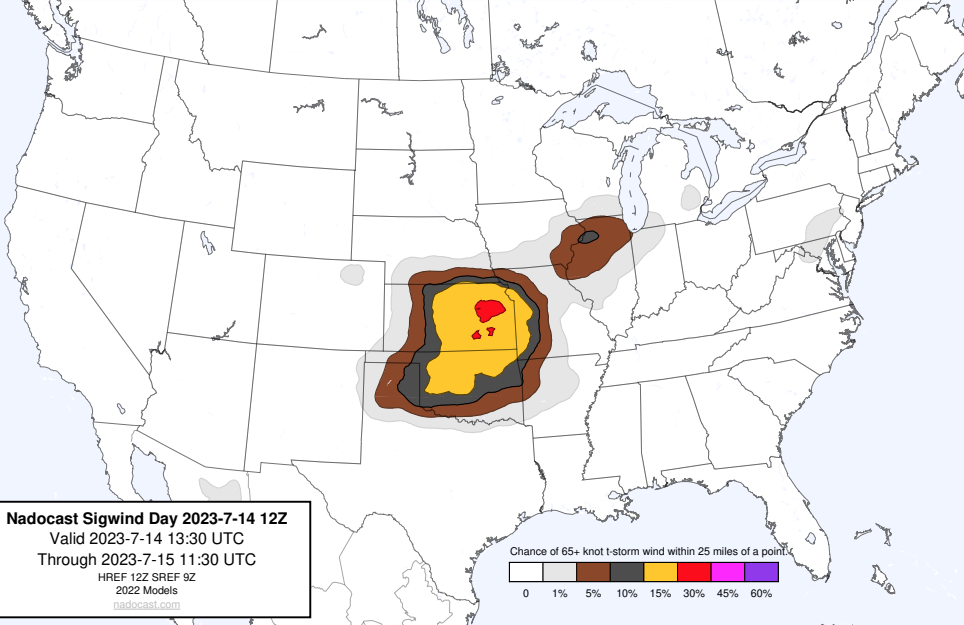 Nadocast Sigwind Day 2023-7-14 12Z
Valid 2023-7-14 13:30 UTC
Through 2023-7-15 11:30 UTC
HREF 12Z SREF 9Z
2022 Models
nadocast.com
Chance of 65+ knot t-storm wind within 25 miles of a point.
0 1% 5% 10% 15% 30% 45% 60%